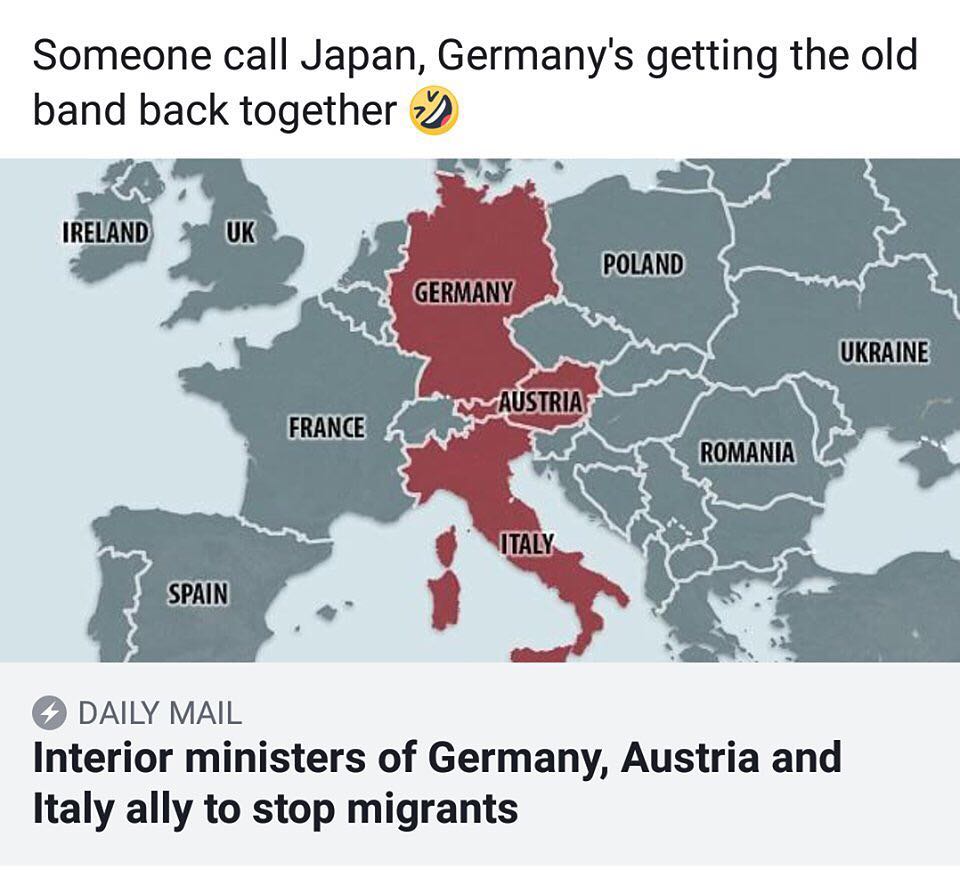 Someone call Japan, Germany's getting the old
band back together 🤣
IRELAND
UK
GERMANY
POLAND
UKRAINE
AUSTRIA
FRANCE
ROMANIA
ITALY
SPAIN
DAILY MAIL
Interior ministers of Germany, Austria and
Italy ally to stop migrants